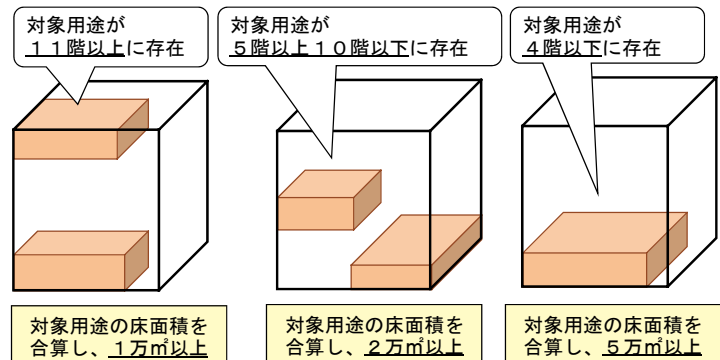 対象用途が
１１階以上に存在
対象用途が
５階以上１０階以下に存在
対象用途が
４階以下に存在
対象用途の床面積を
合算し、１万㎡以上
対象用途の床面積を
合算し、２万㎡以上
対象用途の床面積を
合算し、５万㎡以上